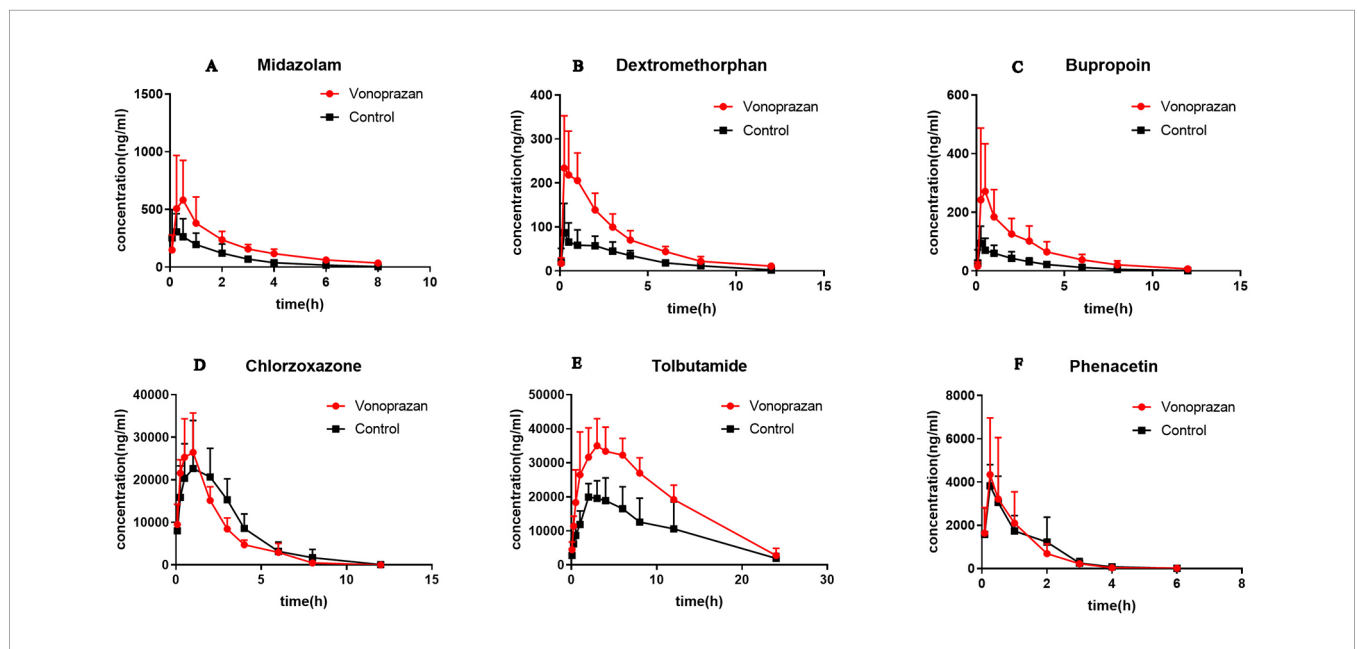 A Midazolam
concentration(ng/ml)
1500
1000
500
0
0 2 4 6 8 10
time(h)
Vonoprazan
Control
B Dextromethorphan
concentration(ng/ml)
400
300
200
100
0
0 5 10 15
time(h)
Vonoprazan
Control
C Bupropoin
concentration(ng/ml)
600
400
200
0
0 5 10 15
time(h)
Vonoprazan
Control
D Chlorzoxazone
concentration(ng/ml)
40000
30000
20000
10000
0
0 5 10 15
time(h)
Vonoprazan
Control
E Tolbutamide
concentration(ng/ml)
50000
40000
30000
20000
10000
0
0 10 20 30
time(h)
Vonoprazan
Control
F Phenacetin
concentration(ng/ml)
8000
6000
4000
2000
0
0 2 4 6 8
time(h)
Vonoprazan
Control